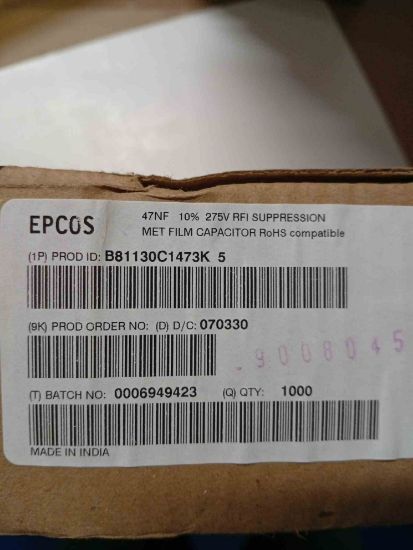 EPCOS 47NF 10% 275V RFI SUPPRESSION
MET FILM CAPACITOR RoHS compatible
(1P) PROD ID: B81130C1473K 5
(9K) PROD ORDER NO: (D) D/C: 070330
9008045
(T) BATCH NO: 0006949423 (Q) QTY: 1000
MADE IN INDIA